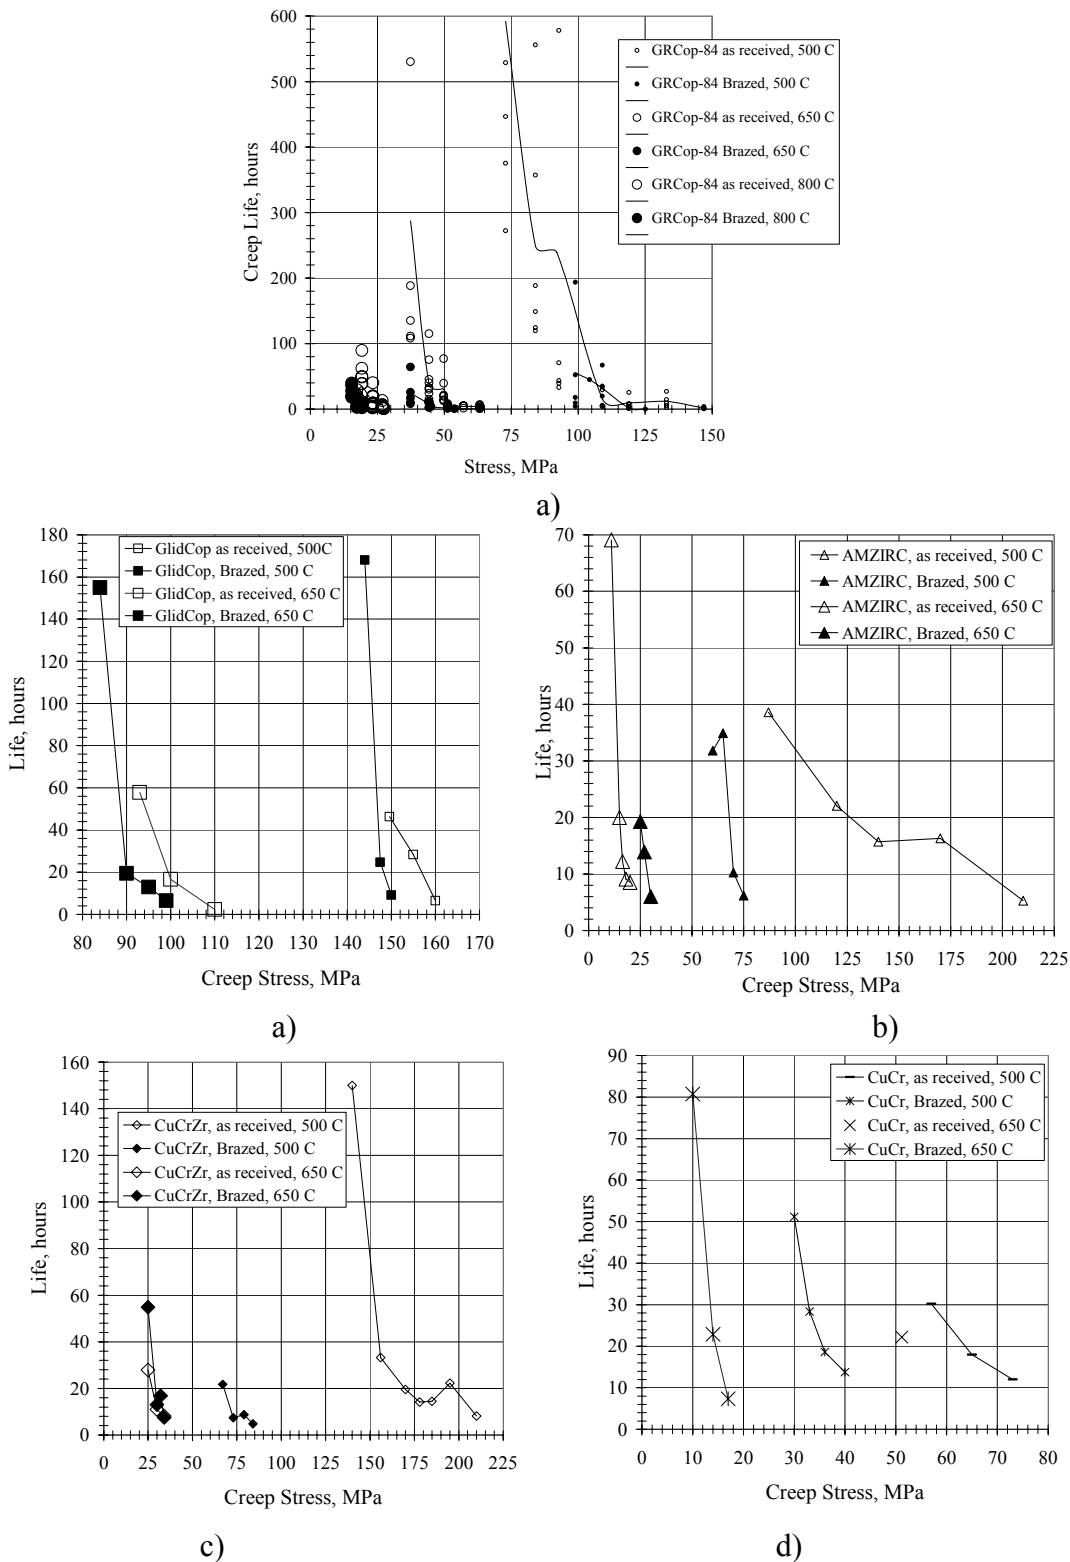 600
500
400
300
200
100
0
Creep Life, hours
GRCop-84 as received, 500 C
GRCop-84 Brazed, 500 C
GRCop-84 as received, 650 C
GRCop-84 Brazed, 650 C
GRCop-84 as received, 800 C
GRCop-84 Brazed, 800 C
0 25 50 75 100 125 150
Stress, MPa
a)
180
160
140
120
100
80
60
40
20
0
Life, hours
GlidCop as received, 500C
GlidCop, Brazed, 500 C
GlidCop, as received, 650 C
GlidCop, Brazed, 650 C
80 90 100 110 120 130 140 150 160 170
Creep Stress, MPa
a)
70
60
50
40
30
20
10
0
Life, hours
AMZIRC, as received, 500 C
AMZIRC, Brazed, 500 C
AMZIRC, as received, 650 C
AMZIRC, Brazed, 650 C
0 25 50 75 100 125 150 175 200 225
Creep Stress, MPa
b)
160
140
120
100
80
60
40
20
0
Life, hours
CuCrZr, as received, 500 C
CuCrZr, Brazed, 500 C
CuCrZr, as received, 650 C
CuCrZr, Brazed, 650 C
0 25 50 75 100 125 150 175 200 225
Creep Stress, MPa
c)
90
80
70
60
50
40
30
20
10
0
Life, hours
CuCr, as received, 500 C
CuCr, Brazed, 500 C
CuCr, as received, 650 C
CuCr, Brazed, 650 C
0 10 20 30 40 50 60 70 80
Creep Stress, MPa
d)